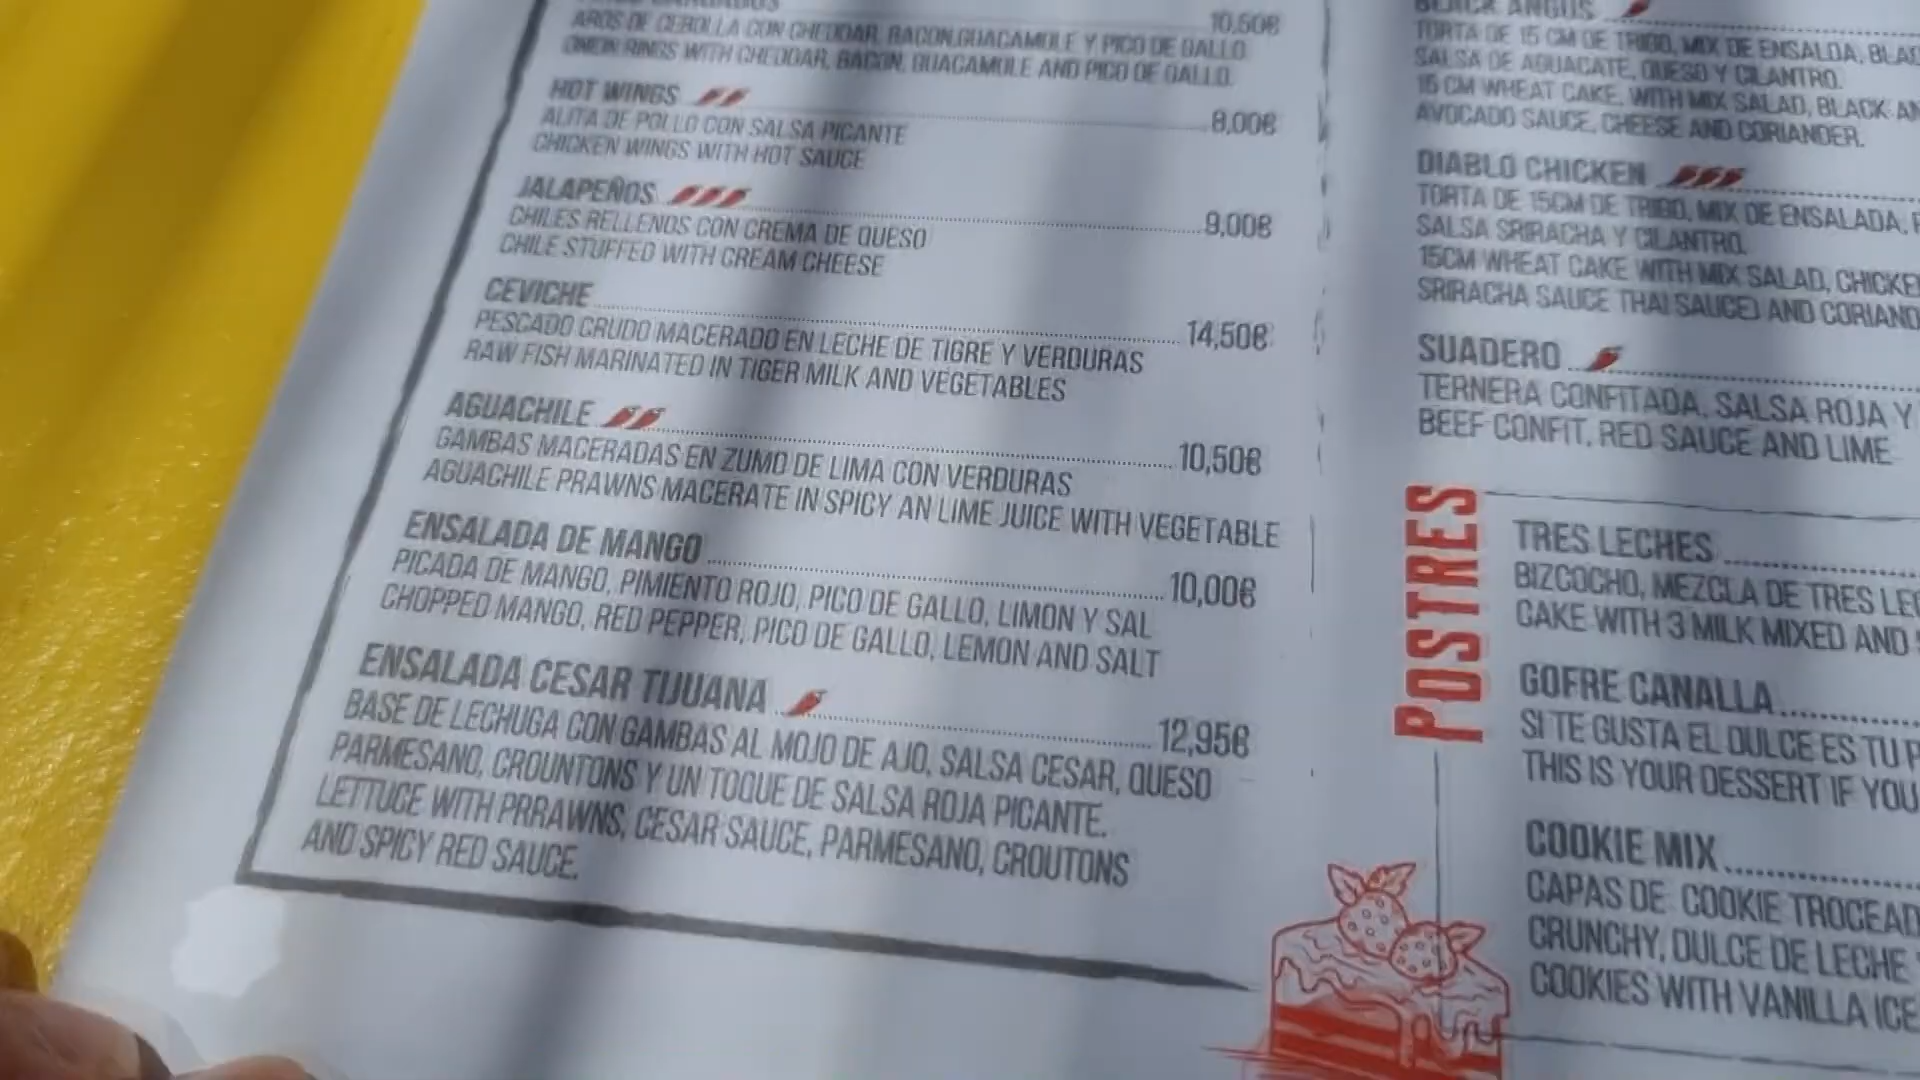 10,50€
AROS DE CEBOLLA CON CHEDDAR, BACON,GUACAMOLE Y PICO DE GALLO.
ONION RINGS WITH CHEDDAR, BACON, GUACAMOLE AND PICO DE GALLO.
HOT WINGS 8,00€
ALITA DE POLLO CON SALSA PICANTE
CHICKEN WINGS WITH HOT SAUCE
JALAPEÑOS 9,00€
CHILES RELLENOS CON CREMA DE QUESO
CHILE STUFFED WITH CREAM CHEESE
CEVICHE 14,50€
PESCADO CRUDO MACERADO EN LECHE DE TIGRE Y VERDURAS
RAW FISH MARINATED IN TIGER MILK AND VEGETABLES
AGUACHILE 10,50€
GAMBAS MACERADAS EN ZUMO DE LIMA CON VERDURAS
AGUACHILE PRAWNS MACERATE IN SPICY AN LIME JUICE WITH VEGETABLE
ENSALADA DE MANGO 10,00€
PICADA DE MANGO, PIMIENTO ROJO, PICO DE GALLO, LIMON Y SAL
CHOPPED MANGO, RED PEPPER, PICO DE GALLO, LEMON AND SALT
ENSALADA CESAR TIJUANA 12,95€
BASE DE LECHUGA CON GAMBAS AL MOJO DE AJO, SALSA CESAR, QUESO
PARMESANO, CROUNTONS Y UN TOQUE DE SALSA ROJA PICANTE.
LETTUCE WITH PRRAWNS, CESAR SAUCE, PARMESANO, CROUTONS
AND SPICY RED SAUCE.
BLACK ANGUS
TORTA DE 15 CM DE TRIGO, MIX DE ENSALDA,
SALSA DE AGUACATE, QUESO Y CILANTRO.
15 CM WHEAT CAKE, WITH MIX SALAD, BLACK
AVOCADO SAUCE, CHEESE AND CORIANDER.
DIABLO CHICKEN
TORTA DE 15CM DE TRIGO, MIX DE ENSALADA,
SALSA SRIRACHA Y CILANTRO.
15CM WHEAT CAKE WITH MIX SALAD,
SRIRACHA SAUCE THAI SAUCE) AND
SUADERO
TERNERA CONFITADA, SALSA ROJA Y
BEEF CONFIT, RED SAUCE AND LIME
POSTRES
TRES LECHES
BIZCOCHO, MEZCLA DE TRES
CAKE WITH 3 MILK MIXED AND
GOFRE CANALLA
SI TE GUSTA EL DULCE ES TU
THIS IS YOUR DESSERT IF YOU
COOKIE MIX
CAPAS DE COOKIE
CRUNCHY, DULCE DE LECHE
COOKIES WITH VANILLA ICE